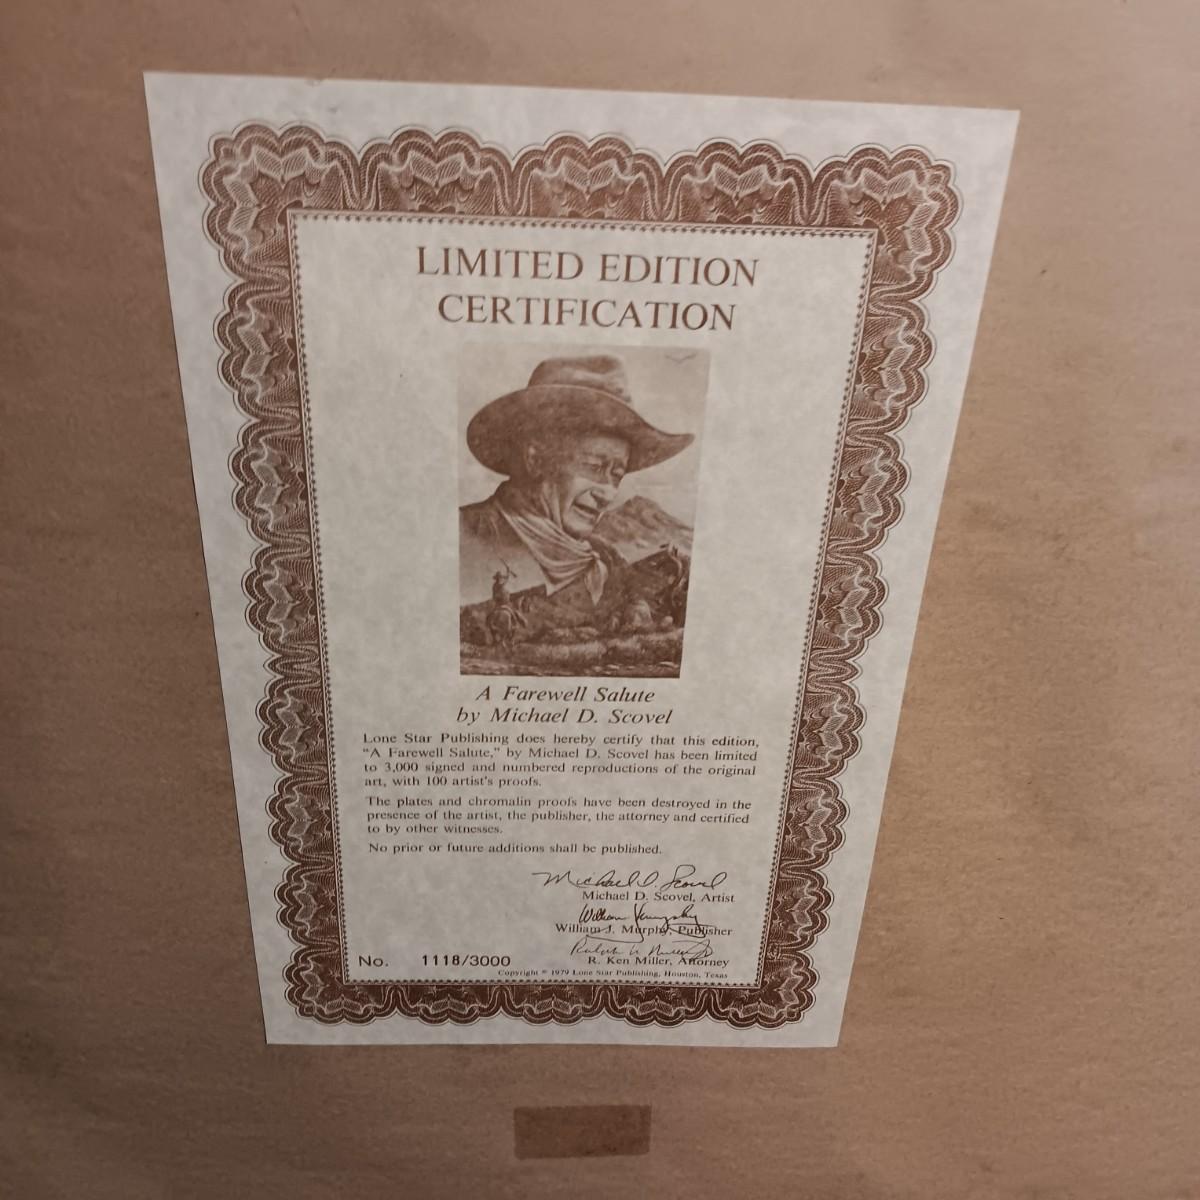 LIMITED EDITION
CERTIFICATION
A Farewell Salute
by Michael D. Scovel
Lone Star Publishing does hereby certify that this edition,
“A Farewell Salute,” by Michael D. Scovel has been limited
to 3,000 signed and numbered reproductions of the original
art, with 100 artist’s proofs.
The plates and chromalin proofs have been destroyed in the
presence of the artist, the publisher, the attorney and certified
to by other witnesses.
No prior or future additions shall be published.
Michael D. Scovel
Michael D. Scovel, Artist
William J. Murphy, Publisher
R. Ken Miller, Attorney
No. 1118/3000
Copyright © 1979 Lone Star Publishing, Houston, Texas